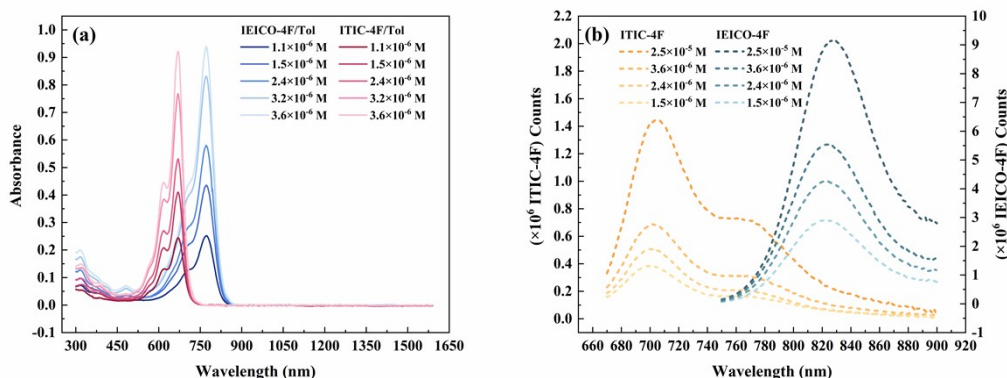 (a)
IEICO-4F/Tol ITIC-4F/Tol
1.1×10⁻⁶ M 1.1×10⁻⁶ M
1.5×10⁻⁶ M 1.5×10⁻⁶ M
2.4×10⁻⁶ M 2.4×10⁻⁶ M
3.2×10⁻⁶ M 3.2×10⁻⁶ M
3.6×10⁻⁶ M 3.6×10⁻⁶ M
Absorbance
1.0
0.9
0.8
0.7
0.6
0.5
0.4
0.3
0.2
0.1
0.0
-0.1
300 450 600 750 900 1050 1200 1350 1500 1650
Wavelength (nm)
(b)
ITIC-4F IEICO-4F
2.5×10⁻⁵ M 2.5×10⁻⁵ M
3.6×10⁻⁶ M 3.6×10⁻⁶ M
2.4×10⁻⁶ M 2.4×10⁻⁶ M
1.5×10⁻⁶ M 1.5×10⁻⁶ M
(×10⁶ ITIC-4F) Counts
2.2
2.0
1.8
1.6
1.4
1.2
1.0
0.8
0.6
0.4
0.2
0.0
660 680 700 720 740 760 780 800 820 840 860 880 900 920
Wavelength (nm)
10
9
8
7
6
5
4
3
2
1
0
-1
(×10⁶ IEICO-4F) Counts